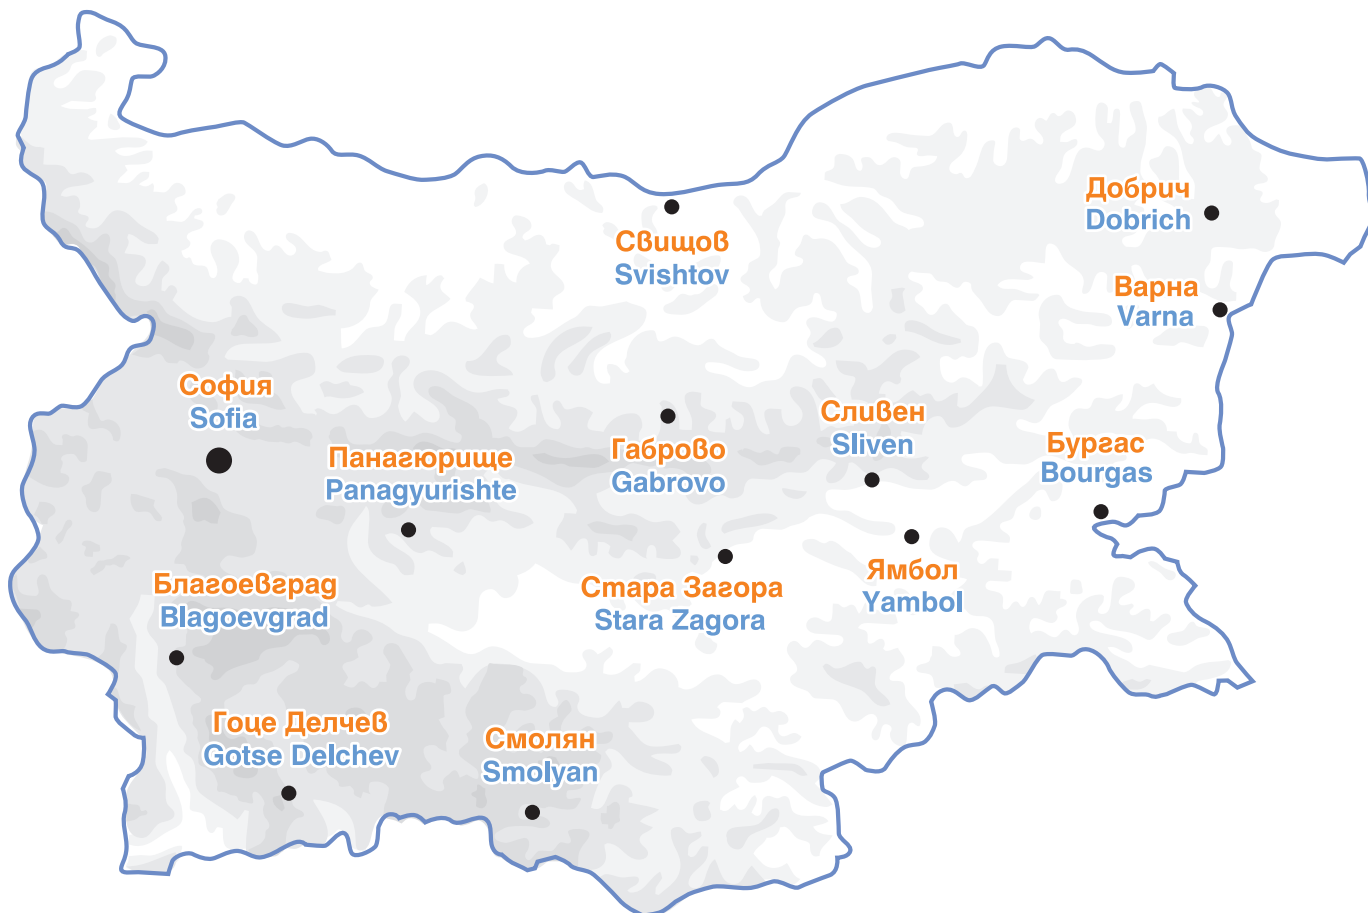 Добрич
Dobrich
Свищов
Svishtov
Варна
Varna
София
Sofia
Сливен
Sliven
Габрово
Gabrovo
Бургас
Bourgas
Панагюрище
Panagyurishte
Ямбол
Yambol
Стара Загора
Stara Zagora
Благоевград
Blagoevgrad
Гоце Делчев
Gotse Delchev
Смолян
Smolyan